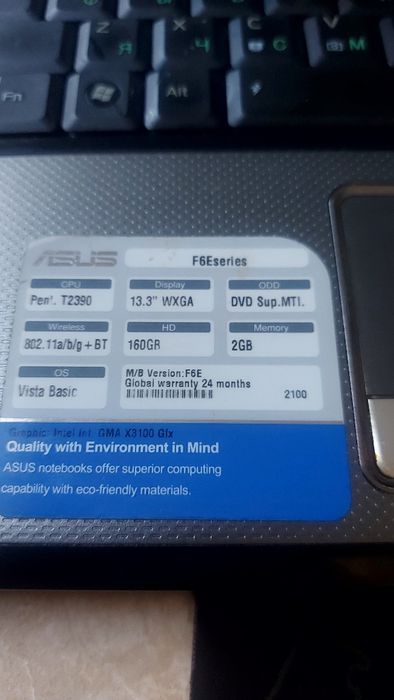 Z Я X Ч C С V М
Fn Alt
ASUS F6Eseries
CPU Display ODD
Pen'. T2390 13.3" WXGA DVD Sup.MTI.
Wireless HD Memory
802.11a/b/g+BT 160GB 2GB
OS M/B Version:F6E
Global warranty 24 months
Vista Basic 2100
Graphic: Intel Int. GMA X3100 Gfx
Quality with Environment in Mind
ASUS notebooks offer superior computing
capability with eco-friendly materials.